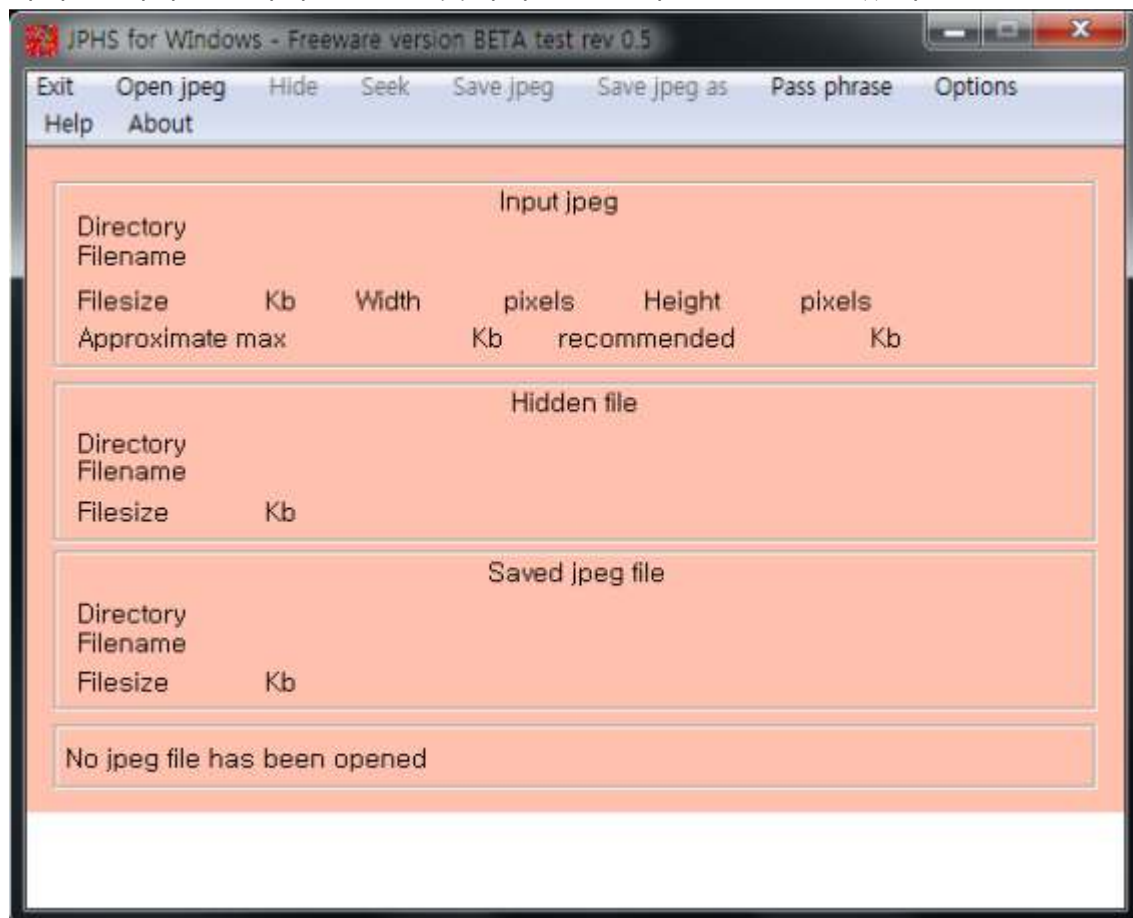 JPHS for WIndows - Freeware version BETA test rev 0.5
Exit Open jpeg Hide Seek Save jpeg Save jpeg as Pass phrase Options
Help About
Input jpeg
Directory
Filename
Filesize Kb Width pixels Height pixels
Approximate max Kb recommended Kb
Hidden file
Directory
Filename
Filesize Kb
Saved jpeg file
Directory
Filename
Filesize Kb
No jpeg file has been opened